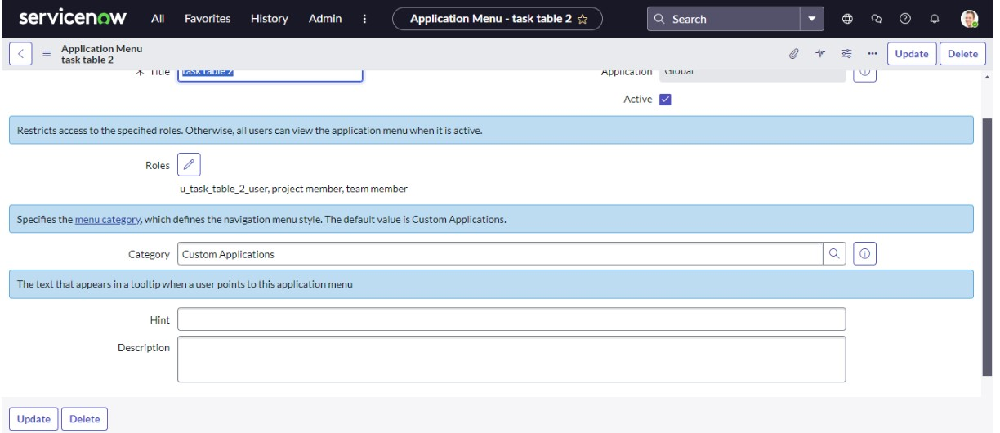 servicenow All Favorites History Admin Application Menu - task table 2 Search
Application Menu
task table 2
Update Delete
Title task table 2 Application Global
Active
Restricts access to the specified roles. Otherwise, all users can view the application menu when it is active.
Roles
u_task_table_2_user, project member, team member
Specifies the menu category, which defines the navigation menu style. The default value is Custom Applications.
Category Custom Applications
The text that appears in a tooltip when a user points to this application menu
Hint
Description
Update Delete